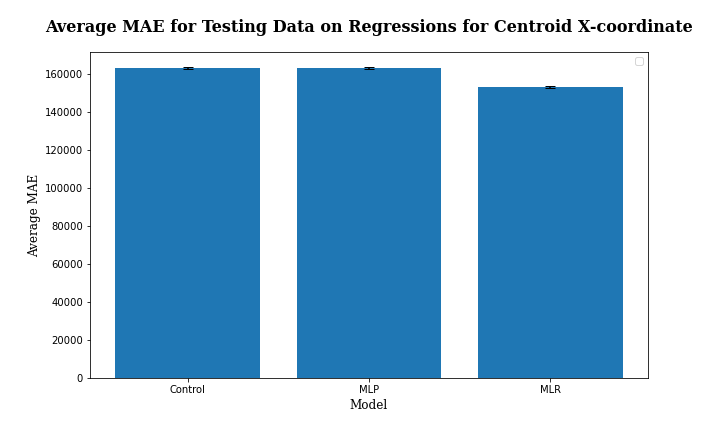 Average MAE for Testing Data on Regressions for Centroid X-coordinate
160000
140000
120000
100000
80000
60000
40000
20000
0
Average MAE
Control MLP MLR
Model